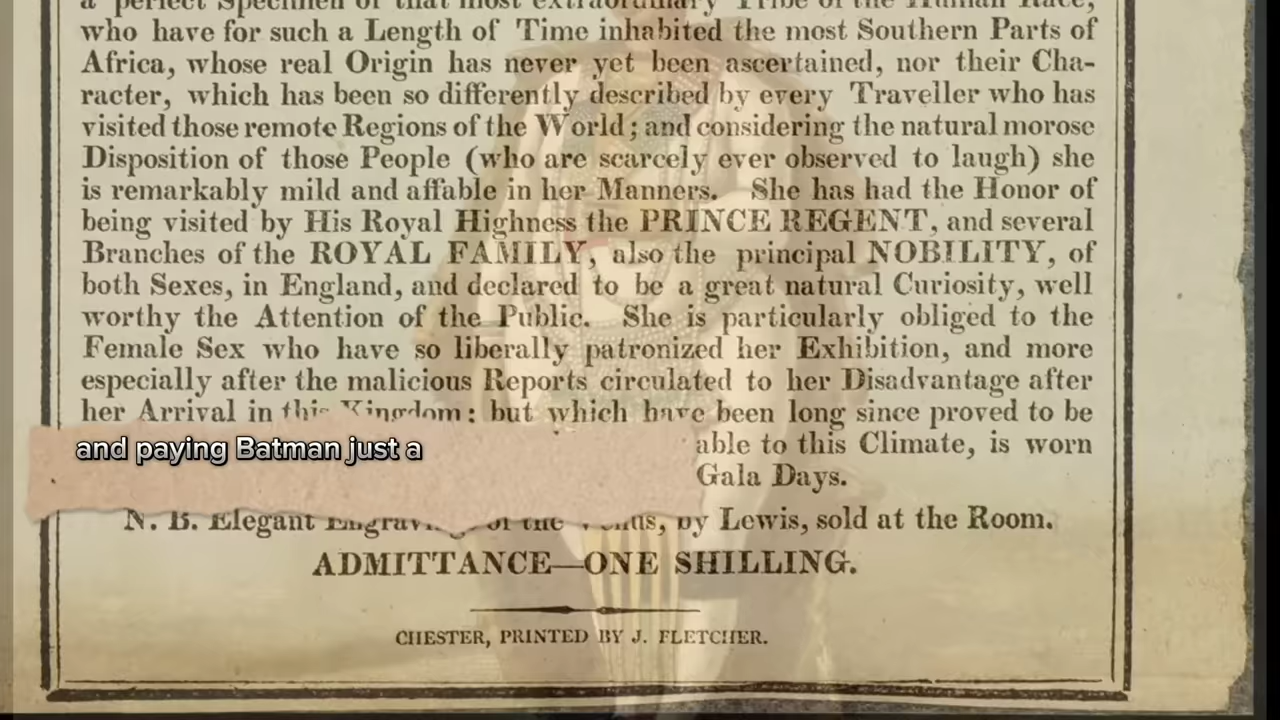 a perfect Specimen of that most extraordinary Tribe of the Human Race,
who have for such a Length of Time inhabited the most Southern Parts of
Africa, whose real Origin has never yet been ascertained, nor their Cha-
racter, which has been so differently described by every Traveller who has
visited those remote Regions of the World; and considering the natural morose
Disposition of those People (who are scarcely ever observed to laugh) she
is remarkably mild and affable in her Manners. She has had the Honor of
being visited by His Royal Highness the PRINCE REGENT, and several
Branches of the ROYAL FAMILY, also the principal NOBILITY, of
both Sexes, in England, and declared to be a great natural Curiosity, well
worthy the Attention of the Public. She is particularly obliged to the
Female Sex who have so liberally patronized her Exhibition, and more
especially after the malicious Reports circulated to her Disadvantage after
her Arrival in this Kingdom: but which have been long since proved to be
and paying Batman just a
able to this Climate, is worn
Gala Days.
N. B. Elegant of the by Lewis, sold at the Room.
ADMITTANCE—ONE SHILLING.
CHESTER, PRINTED BY J. FLETCHER.